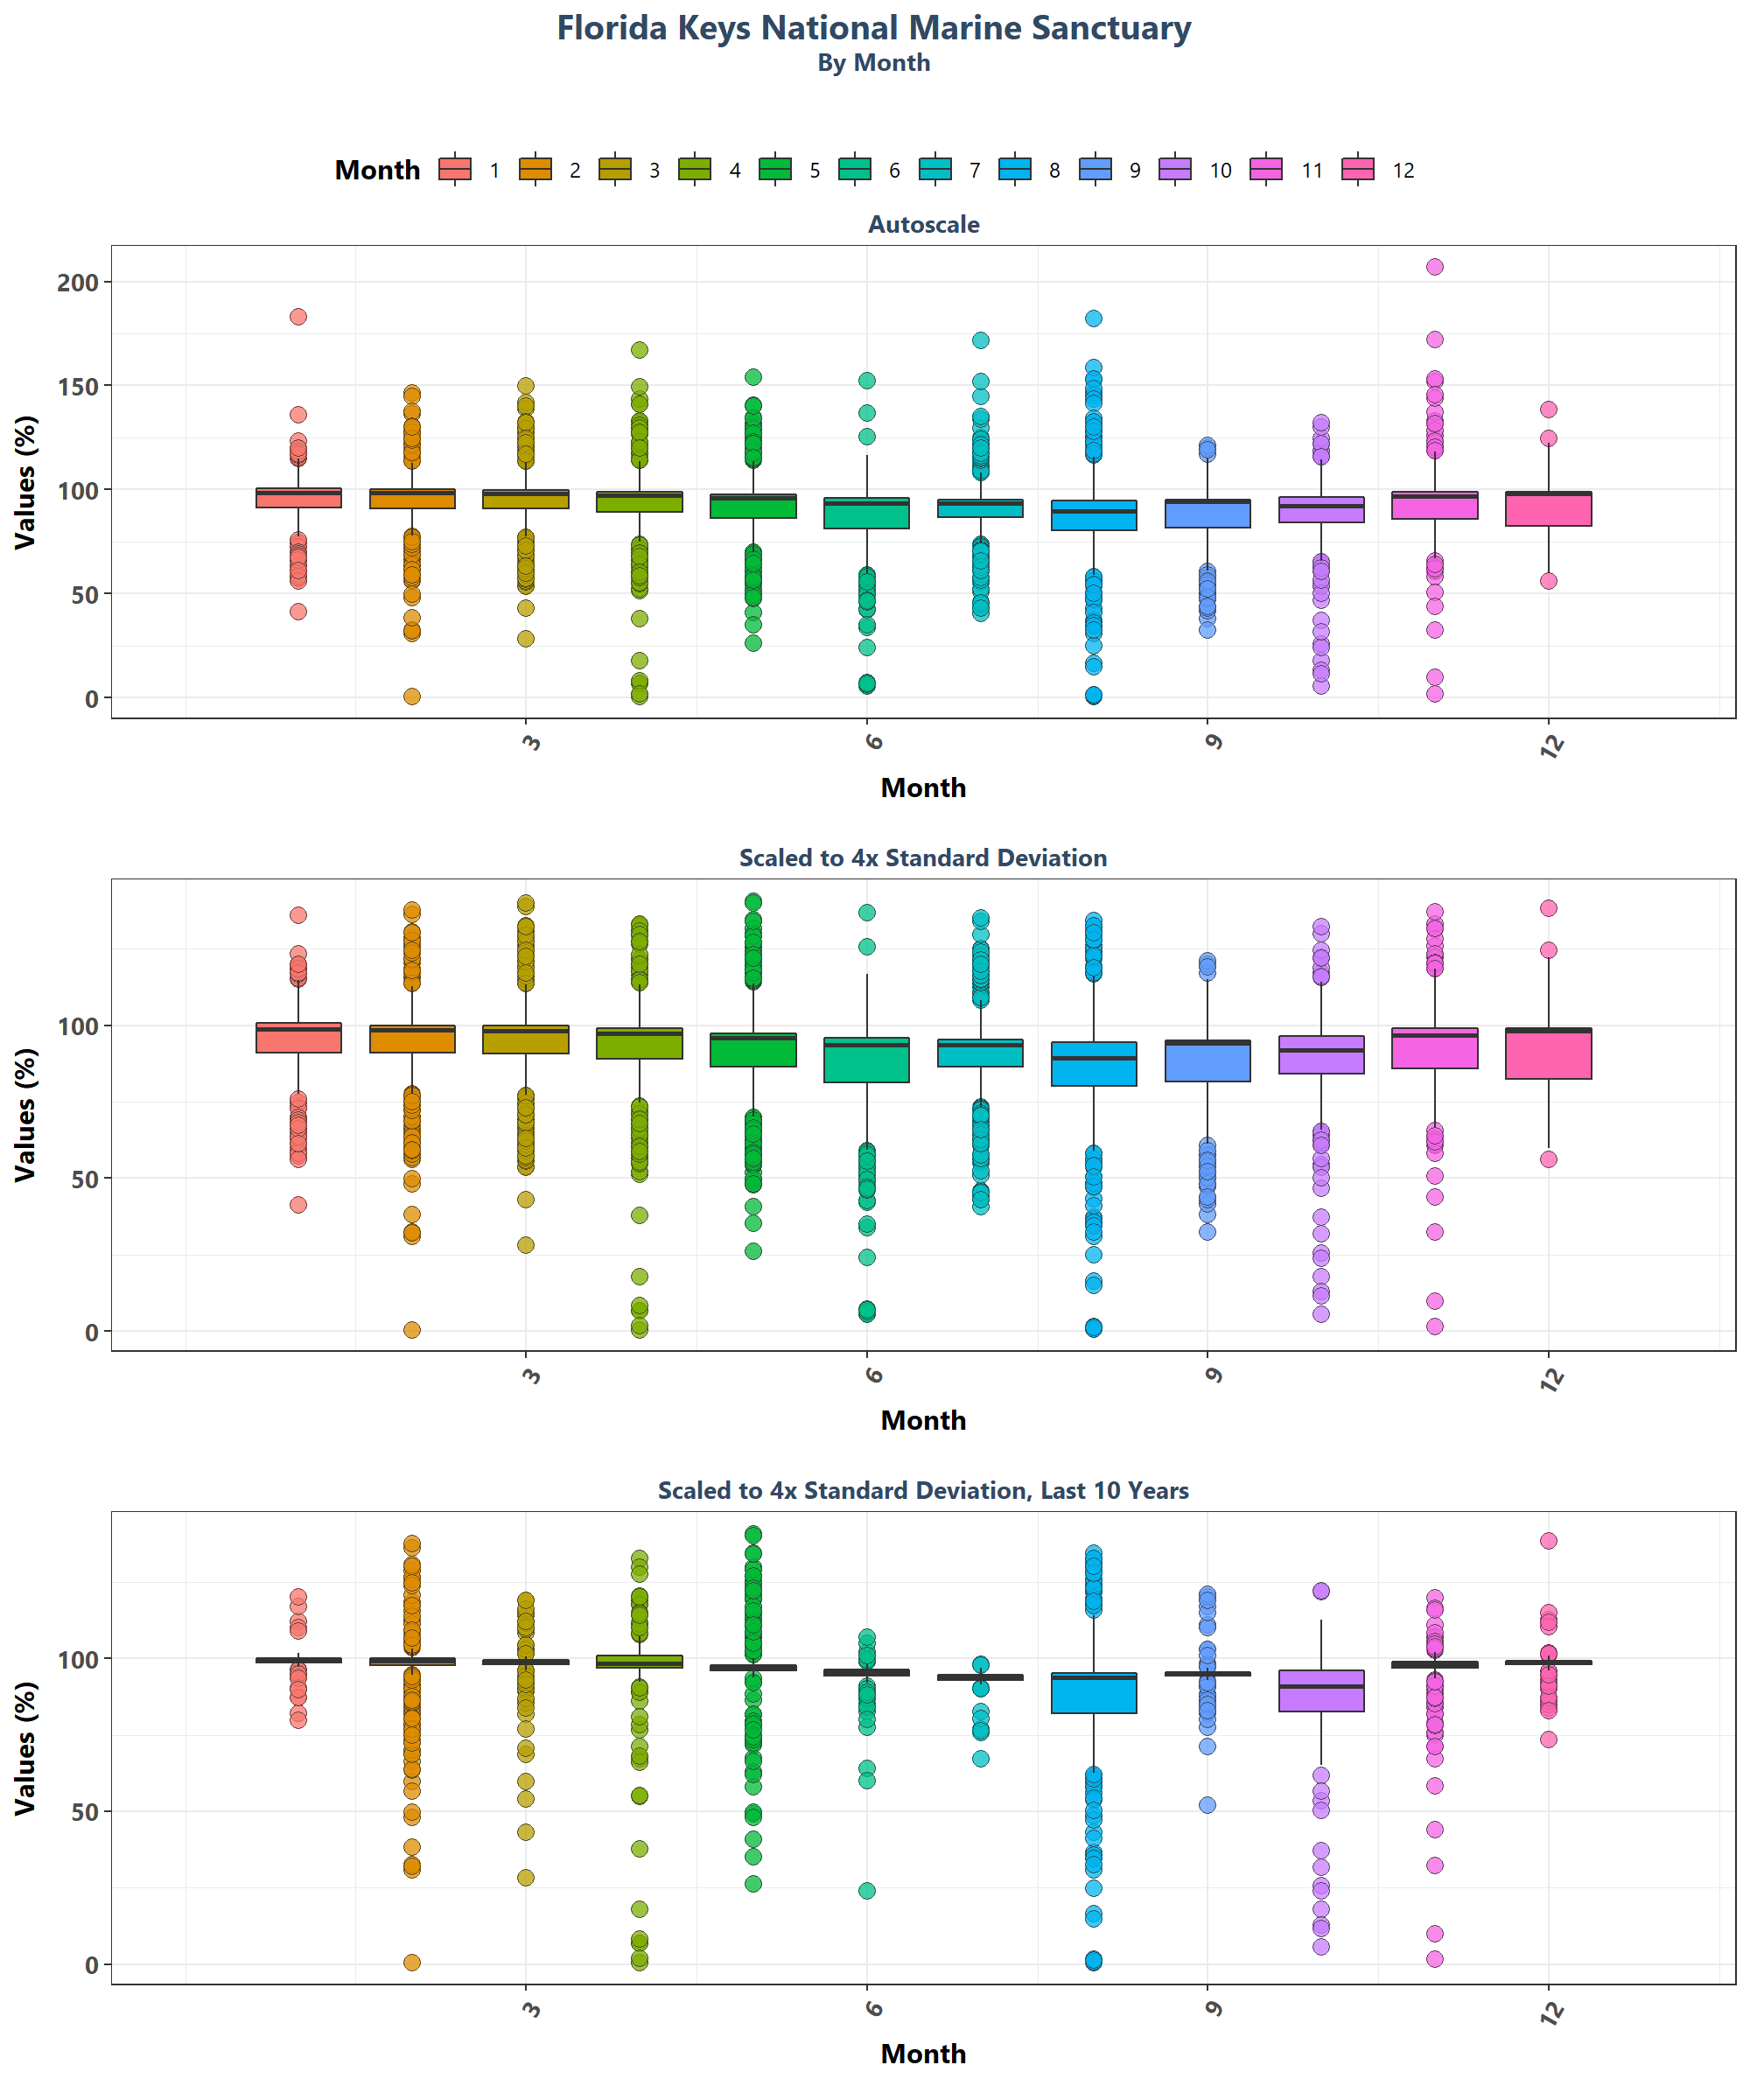 Florida Keys National Marine Sanctuary
By Month
Month 1 2 3 4 5 6 7 8 9 10 11 12
Autoscale
Values (%)
200
150
100
50
0
3 6 9 12
Month
Scaled to 4x Standard Deviation
Values (%)
100
50
0
3 6 9 12
Month
Scaled to 4x Standard Deviation, Last 10 Years
Values (%)
100
50
0
3 6 9 12
Month